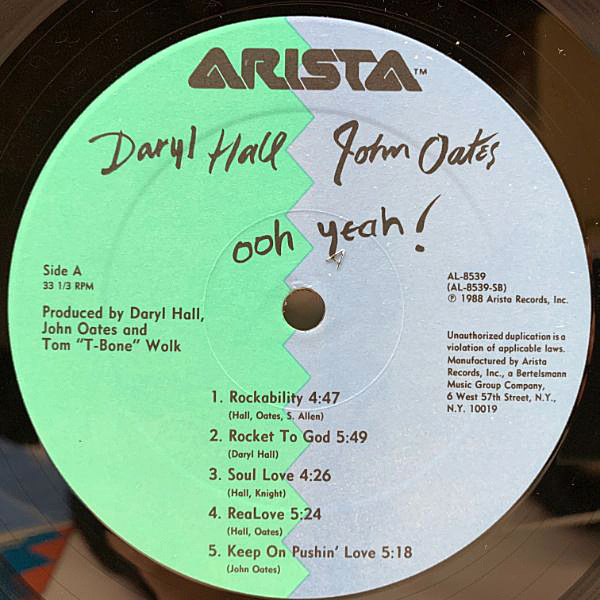 ARISTA™
Daryl Hall John Oates
ooh yeah!
Side A
33 1/3 RPM
Produced by Daryl Hall,
John Oates and
Tom "T-Bone" Wolk
AL-8539
(AL-8539-SB)
℗ 1988 Arista Records, Inc.
Unauthorized duplication is a
violation of applicable laws.
Manufactured by Arista
Records, Inc., a Bertelsmann
Music Group Company,
6 West 57th Street, N.Y.,
N.Y. 10019
1. Rockability 4:47
(Hall, Oates, S. Allen)
2. Rocket To God 5:49
(Daryl Hall)
3. Soul Love 4:26
(Hall, Knight)
4. ReaLove 5:24
(Hall, Oates)
5. Keep On Pushin' Love 5:18
(John Oates)